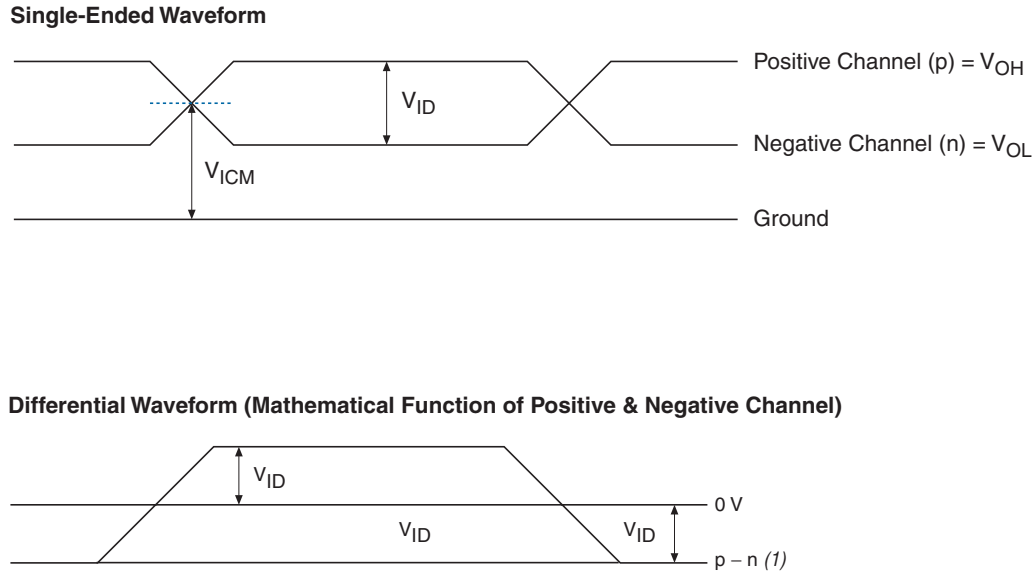 Single-Ended Waveform
Positive Channel (p) = VOH
VID
Negative Channel (n) = VOL
VICM
Ground
Differential Waveform (Mathematical Function of Positive & Negative Channel)
VID
0 V
VID
VID
p – n (1)